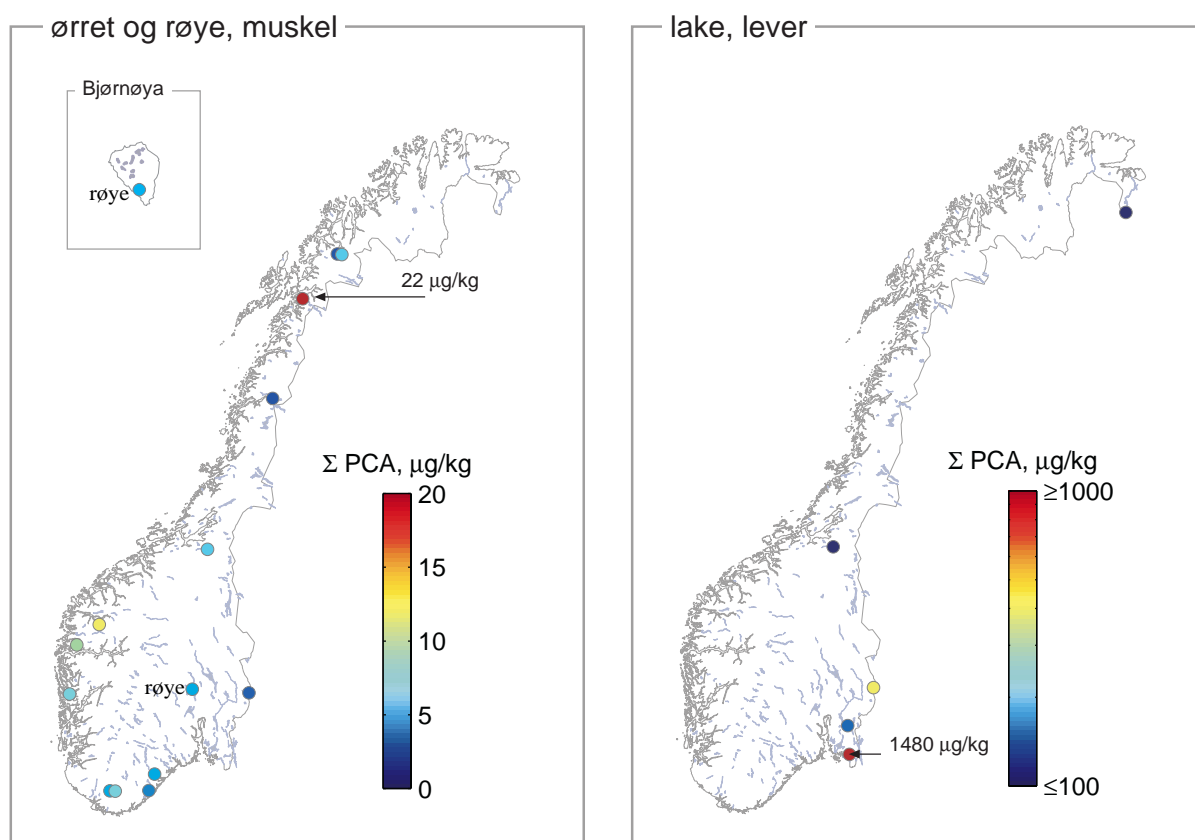 ørret og røye, muskel
Bjørnøya
røye
22 µg/kg
Σ PCA, µg/kg
20
15
10
5
0
røye
lake, lever
Σ PCA, µg/kg
≥1000
≤100
1480 µg/kg